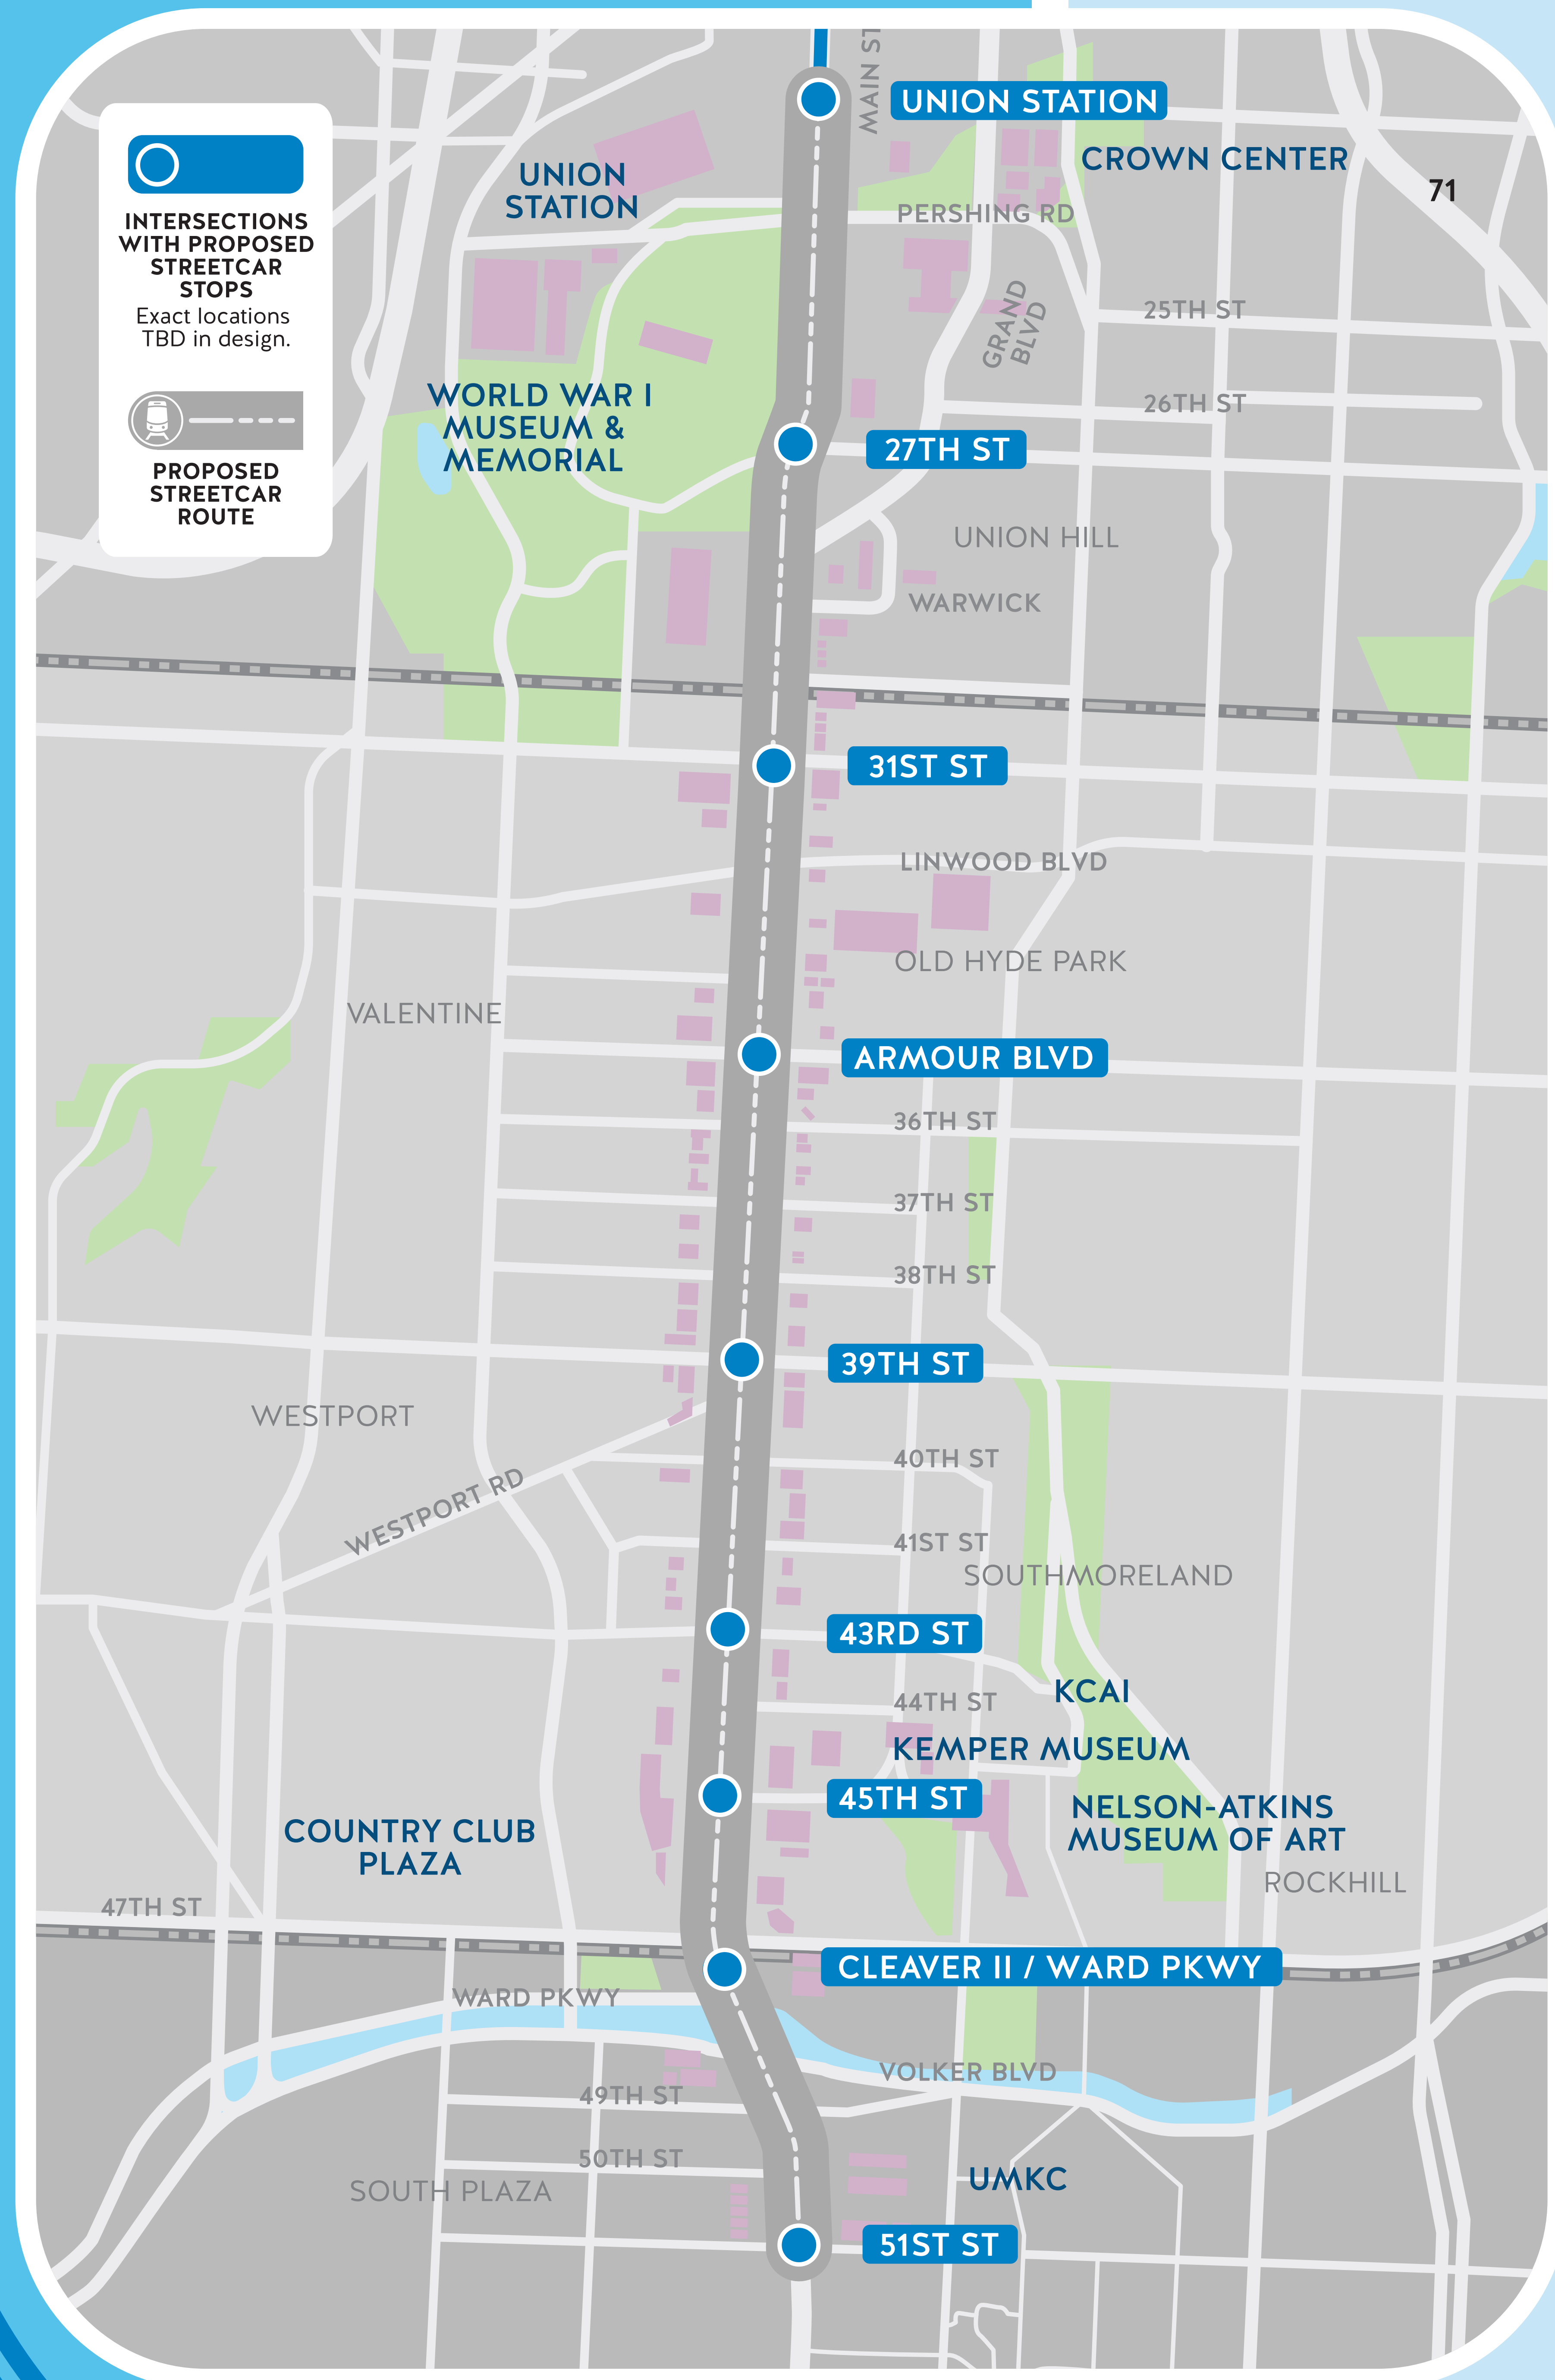 MAIN ST
UNION STATION
CROWN CENTER
UNION
STATION
71
INTERSECTIONS
WITH PROPOSED
STREETCAR
STOPS
Exact locations
TBD in design.
PROPOSED
STREETCAR
ROUTE
PERSHING RD
GRAND
BLVD
25TH ST
26TH ST
WORLD WAR I
MUSEUM &
MEMORIAL
27TH ST
UNION HILL
WARWICK
31ST ST
LINWOOD BLVD
OLD HYDE PARK
VALENTINE
ARMOUR BLVD
36TH ST
37TH ST
38TH ST
39TH ST
WESTPORT
WESTPORT RD
40TH ST
41ST ST
SOUTHMORELAND
43RD ST
KCAI
44TH ST
KEMPER MUSEUM
45TH ST
NELSON-ATKINS
MUSEUM OF ART
COUNTRY CLUB
PLAZA
ROCKHILL
47TH ST
CLEAVER II / WARD PKWY
WARD PKWY
VOLKER BLVD
49TH ST
50TH ST
SOUTH PLAZA
UMKC
51ST ST